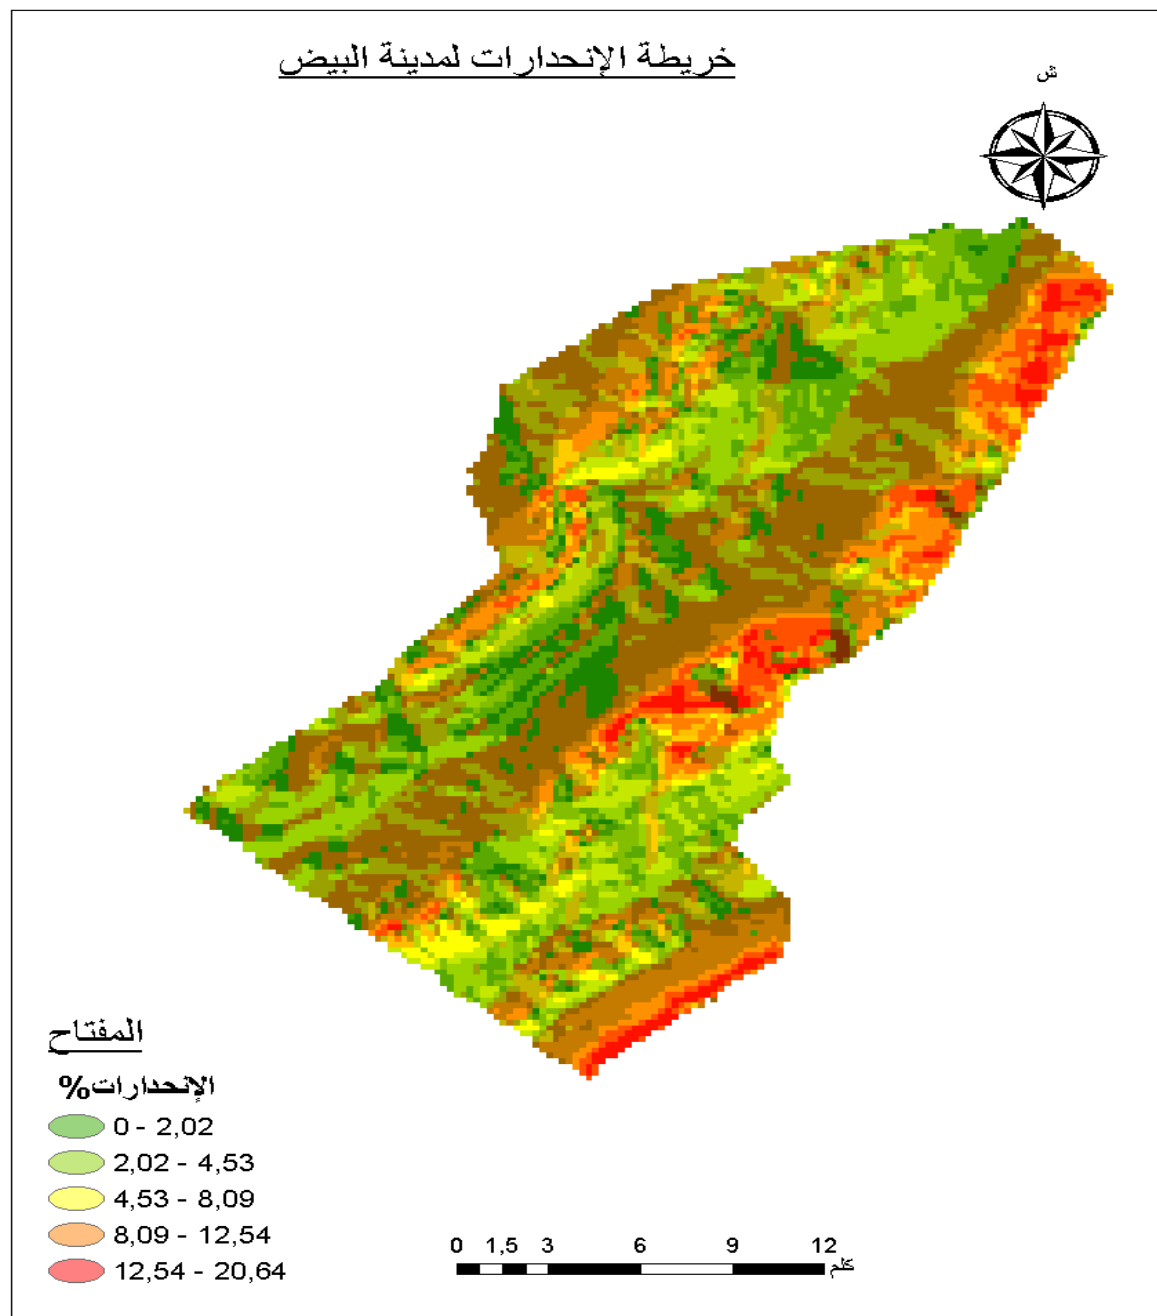 خريطة الإنحدارات لمدينة البيض
ش
المفتاح
الإنحدارات%
0 - 2,02
2,02 - 4,53
4,53 - 8,09
8,09 - 12,54
12,54 - 20,64
0 1,5 3 6 9 12
كلم